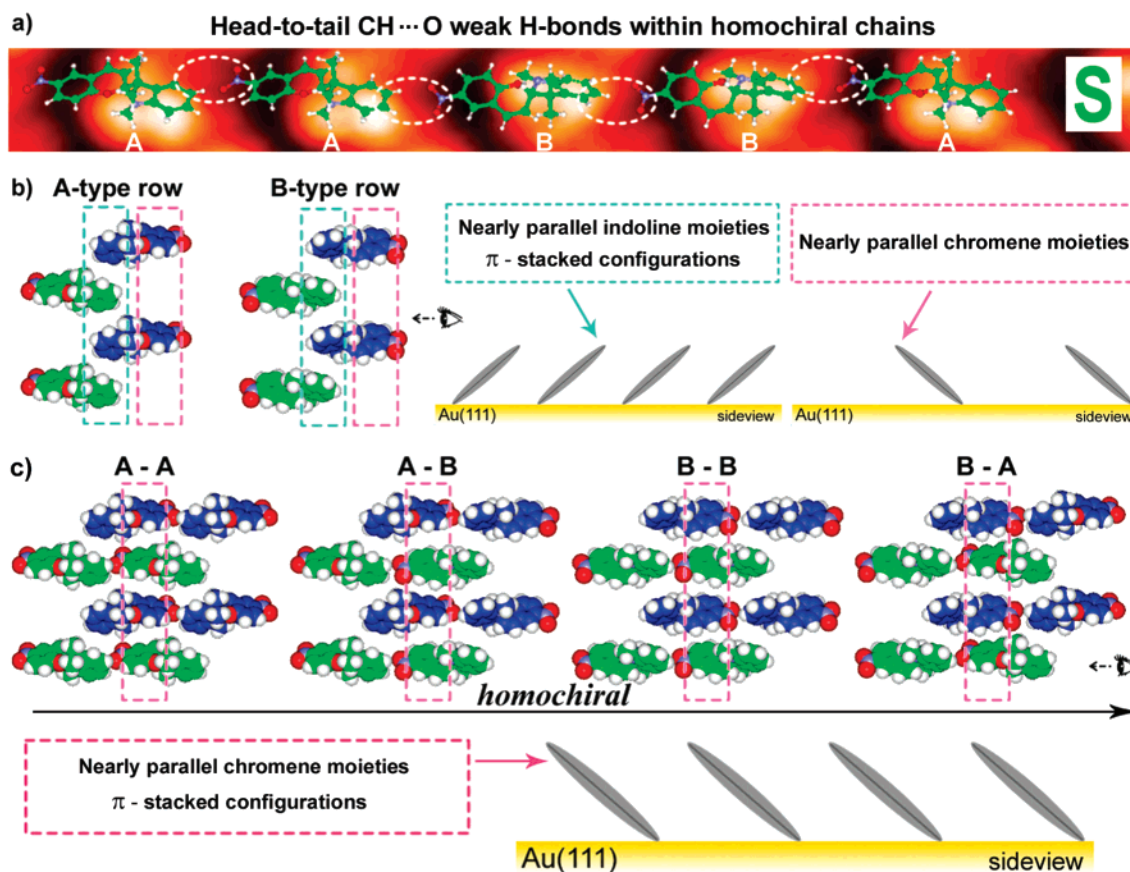 a) Head-to-tail CH ··· O weak H-bonds within homochiral chains
A A B B A
S
b) A-type row B-type row
Nearly parallel indoline moieties
π - stacked configurations
Nearly parallel chromene moieties
Au(111) sideview
Au(111) sideview
c) A - A A - B B - B B - A
homochiral
Nearly parallel chromene moieties
π - stacked configurations
Au(111) sideview